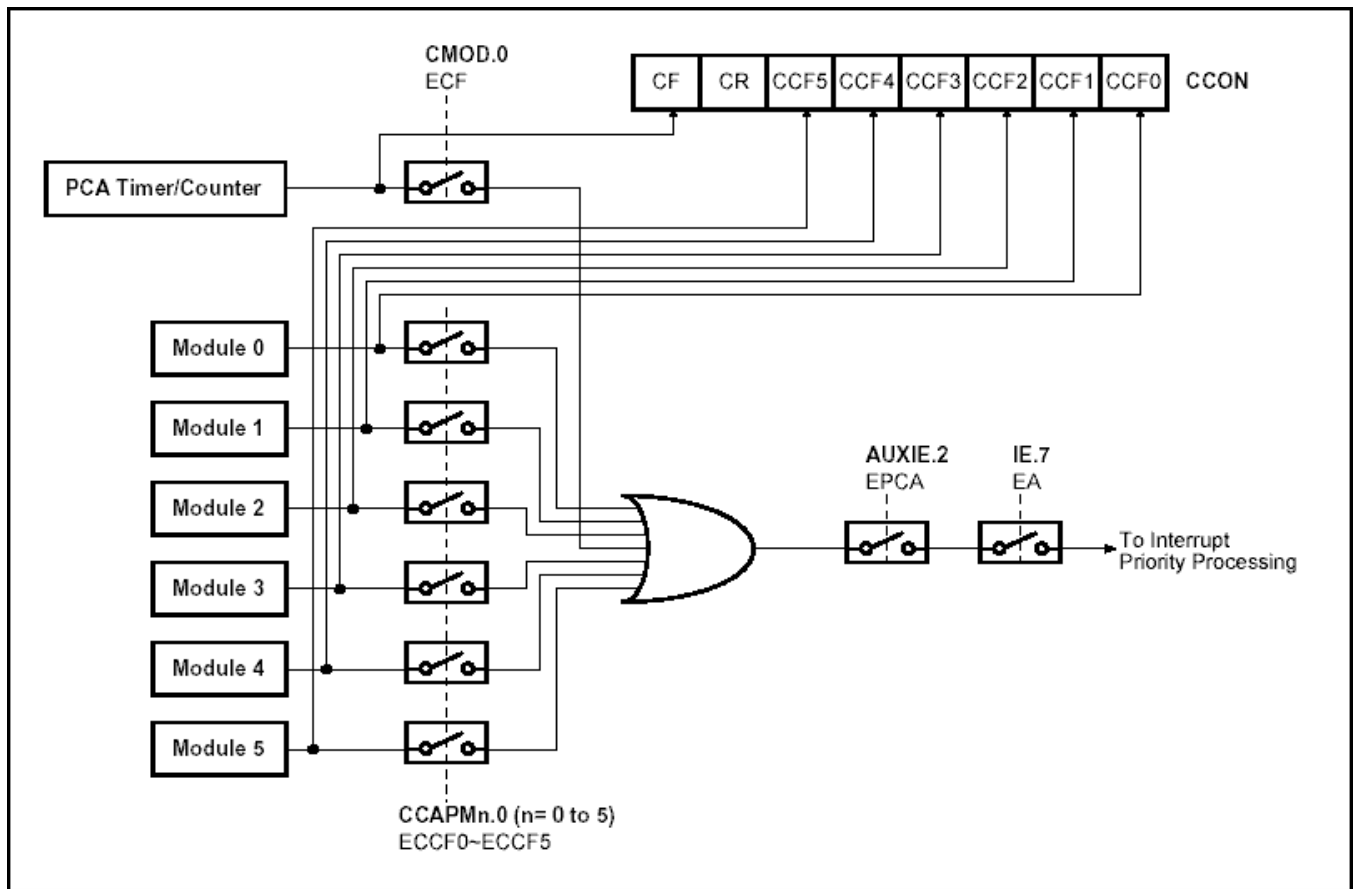 CMOD.0
ECF
CF CR CCF5 CCF4 CCF3 CCF2 CCF1 CCF0 CCON
PCA Timer/Counter
Module 0
Module 1
Module 2
Module 3
Module 4
Module 5
AUXIE.2
EPCA
IE.7
EA
To Interrupt
Priority Processing
CCAPMn.0 (n= 0 to 5)
ECCF0~ECCF5